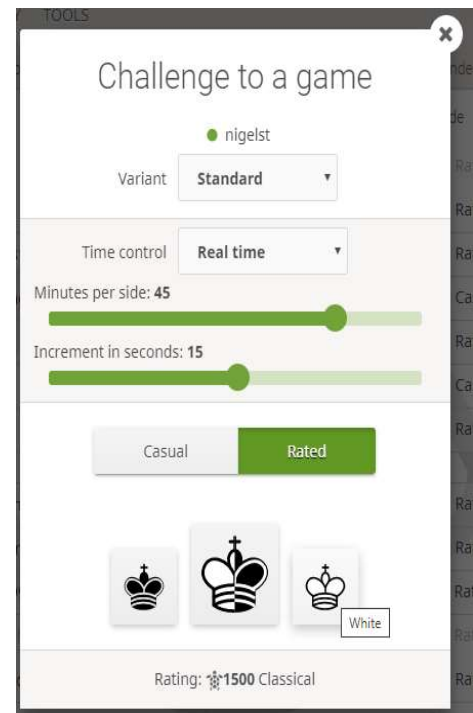 TOOLS
Challenge to a game
nigelst
Variant Standard
Time control Real time
Minutes per side: 45
Increment in seconds: 15
Casual Rated
White
Rating: 1500 Classical